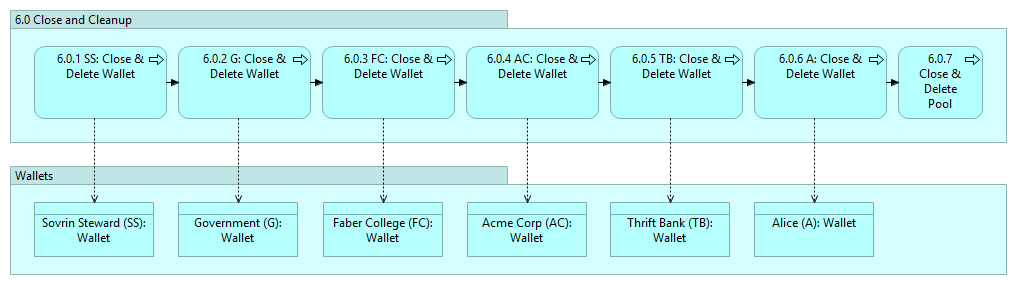 6.0 Close and Cleanup
6.0.1 SS: Close &
Delete Wallet
6.0.2 G: Close &
Delete Wallet
6.0.3 FC: Close &
Delete Wallet
6.0.4 AC: Close &
Delete Wallet
6.0.5 TB: Close &
Delete Wallet
6.0.6 A: Close &
Delete Wallet
6.0.7
Close &
Delete
Pool
Wallets
Sovrin Steward (SS):
Wallet
Government (G):
Wallet
Faber College (FC):
Wallet
Acme Corp (AC):
Wallet
Thrift Bank (TB):
Wallet
Alice (A): Wallet